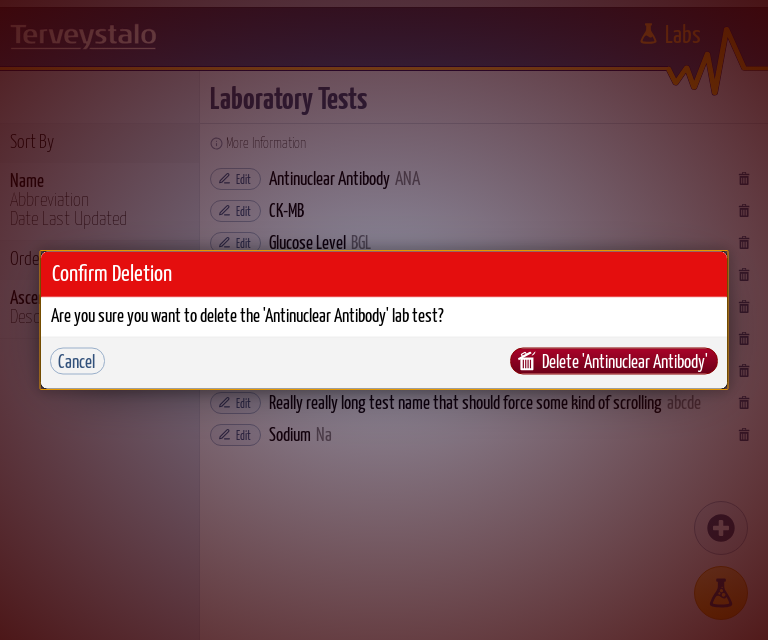 Terveystalo
Labs
Laboratory Tests
Sort By
More Information
Name
Abbreviation
Date Last Updated
Edit Antinuclear Antibody ANA
Edit CK-MB
Edit Glucose Level BGL
Confirm Deletion
Are you sure you want to delete the 'Antinuclear Antibody' lab test?
Cancel
Delete 'Antinuclear Antibody'
Edit Really really long test name that should force some kind of scrolling abcde
Edit Sodium Na